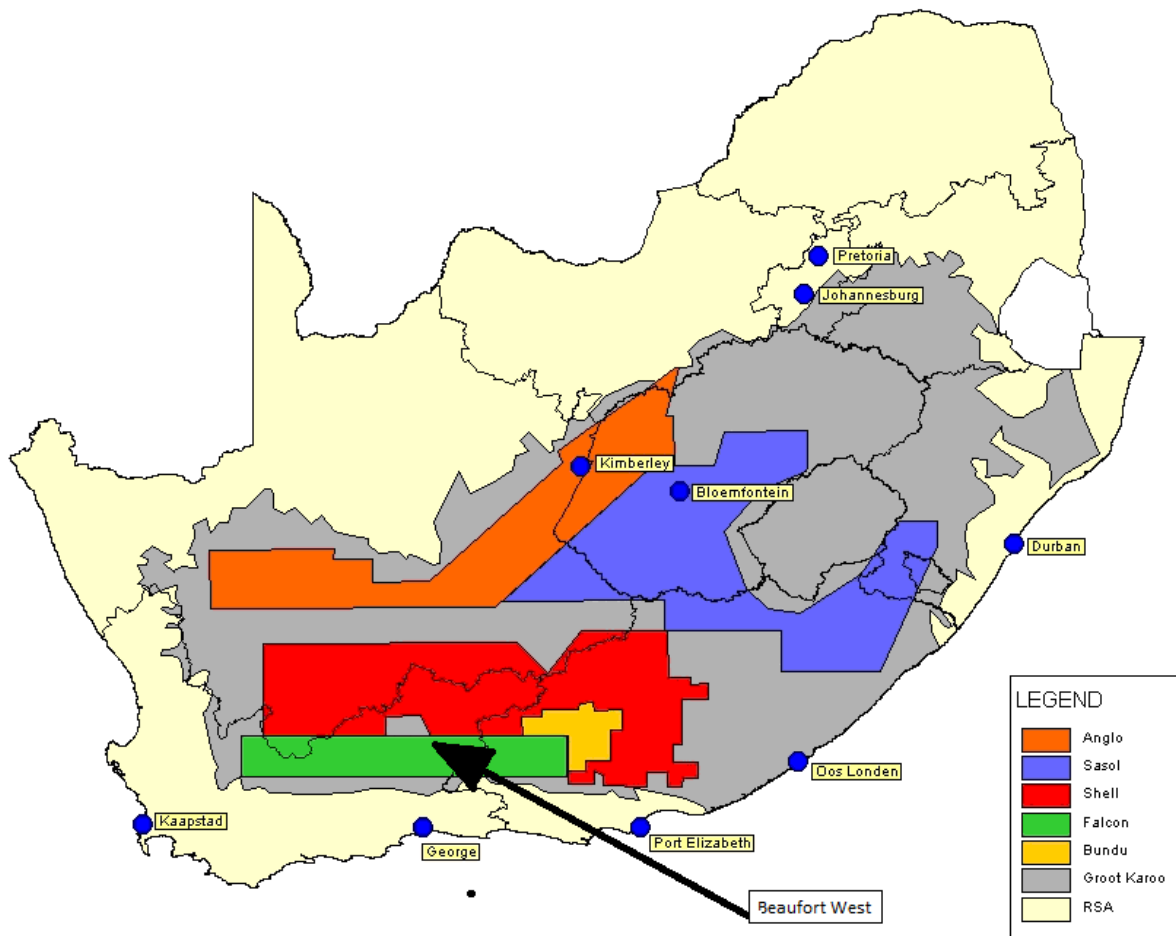 Pretoria
Johannesburg
Kimberley
Bloemfontein
Durban
Oos Londen
Kaapstad
George
Port Elizabeth
Beaufort West
LEGEND
Anglo
Sasol
Shell
Falcon
Bundu
Groot Karoo
RSA